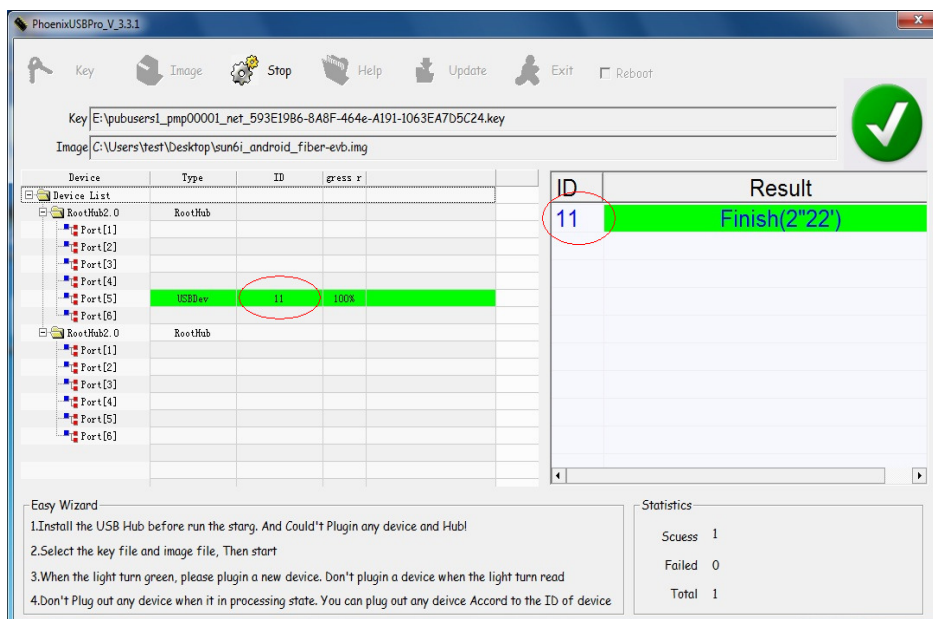 PhoenixUSBPro_V_3.3.1
Key Image Stop Help Update Exit Reboot
Key E:\pubusers1_pmp00001_net_593E19B6-8A8F-464e-A191-1063EA7D5C24.key
Image C:\Users\test\Desktop\sun6i_android_fiber-evb.img
Device Type ID gress r
Device List
RootHub2.0 RootHub
Port[1]
Port[2]
Port[3]
Port[4]
Port[5] USBDev 11 100%
Port[6]
RootHub2.0 RootHub
Port[1]
Port[2]
Port[3]
Port[4]
Port[5]
Port[6]
ID Result
11 Finish(2"22')
Easy Wizard
1.Install the USB Hub before run the starg. And Could't Plugin any device and Hub!
2.Select the key file and image file, Then start
3.When the light turn green, please plugin a new device. Don't plugin a device when the light turn read
4.Don't Plug out any device when it in processing state. You can plug out any deivce Accord to the ID of device
Statistics
Scuess 1
Failed 0
Total 1